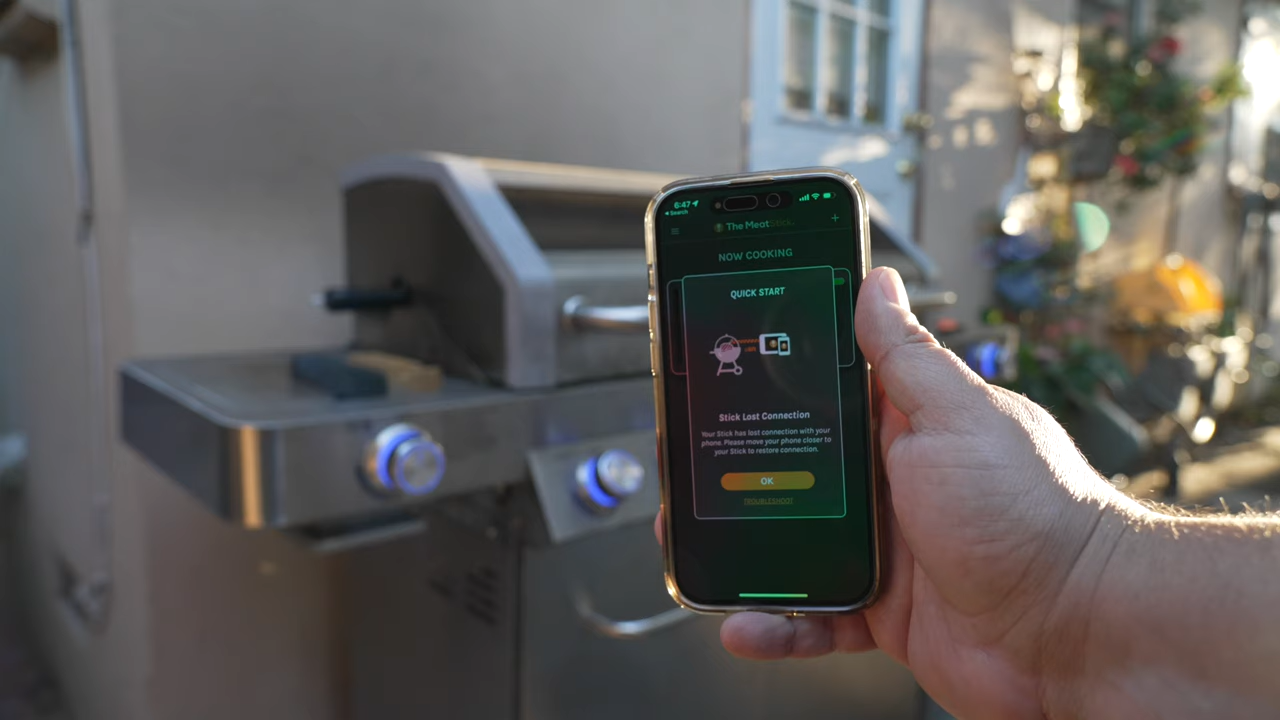 6:47
Search
The MeatStick
NOW COOKING
QUICK START
Stick Lost Connection
Your Stick has lost connection with your
phone. Please move your phone closer to
your Stick to restore connection.
OK
TROUBLESHOOT